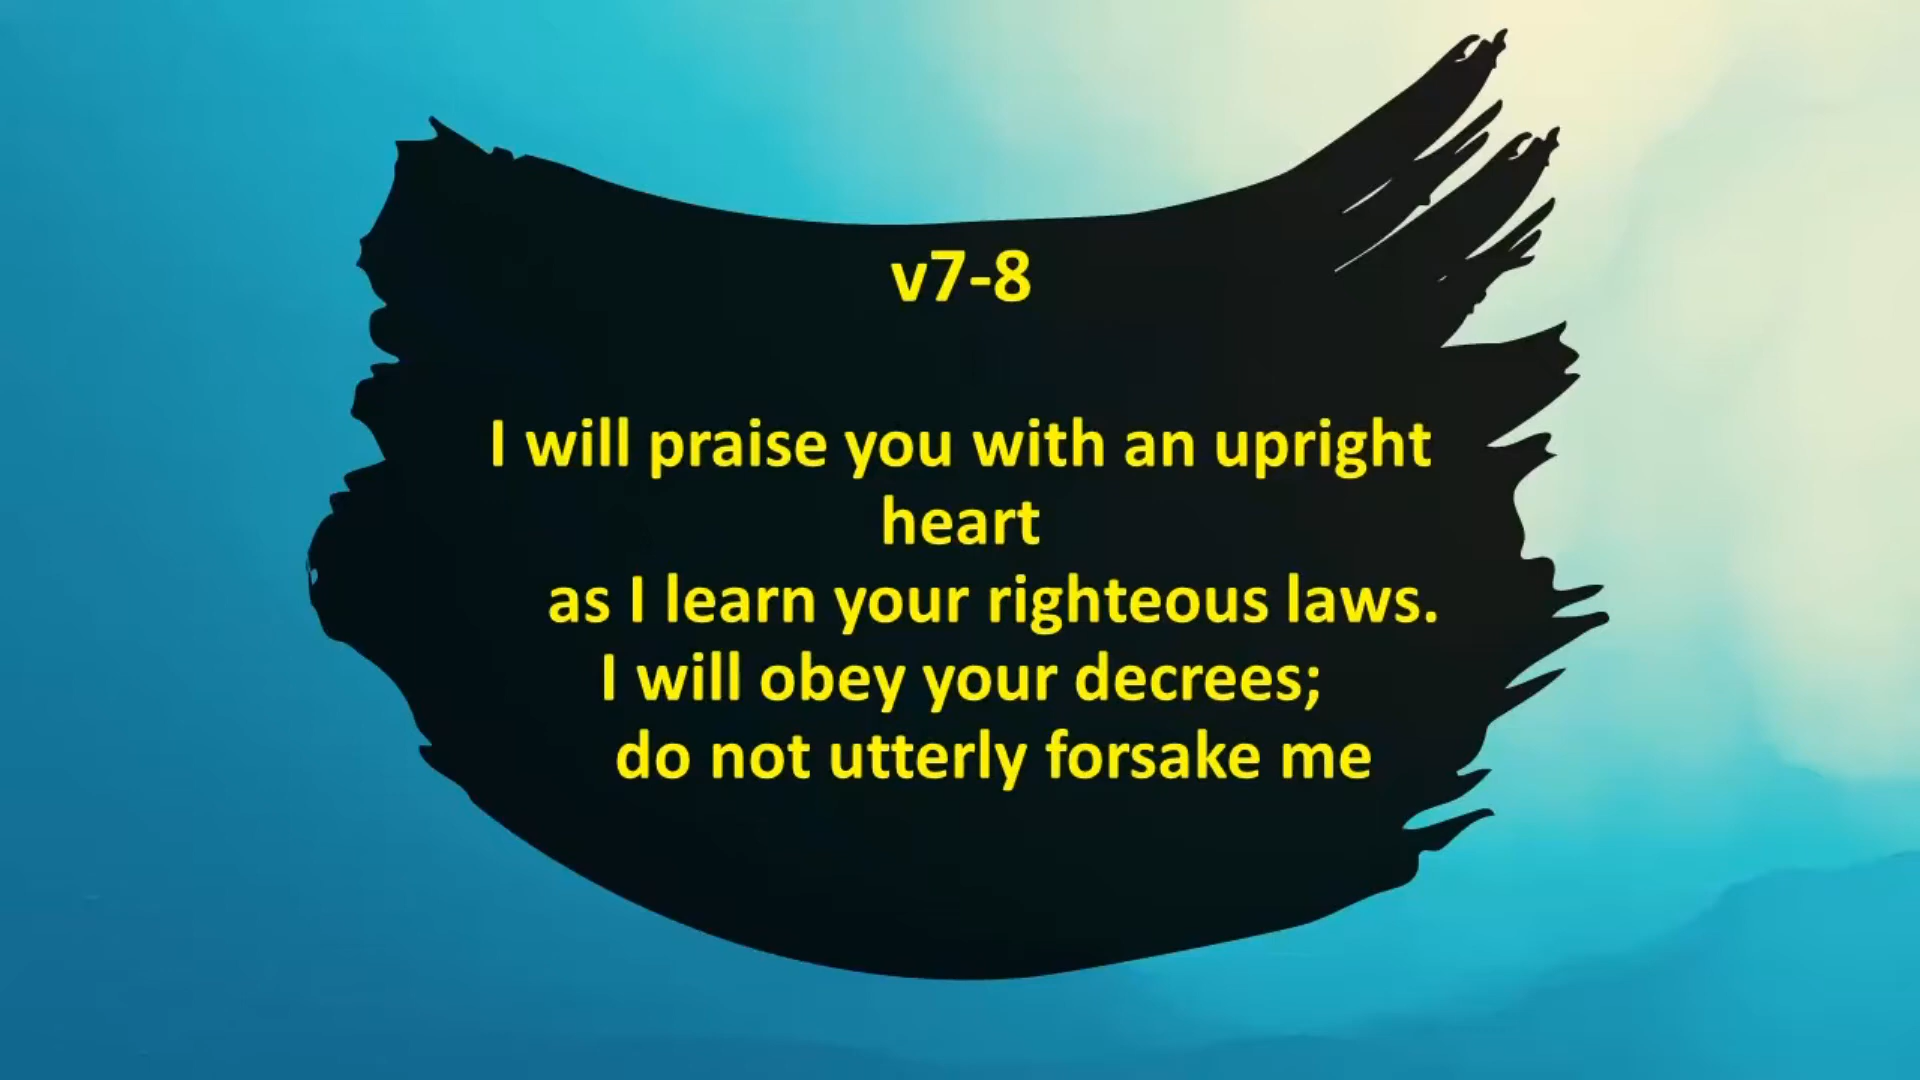 v7-8
I will praise you with an upright
heart
as I learn your righteous laws.
I will obey your decrees;
do not utterly forsake me